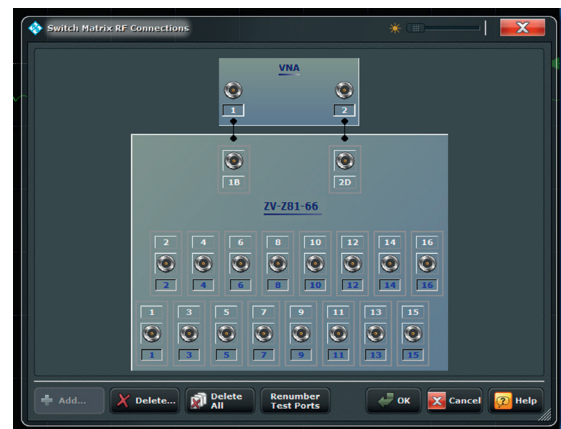 Switch Matrix RF Connections
X
VNA
1 2
1B 2D
ZV-Z81-66
2 4 6 8 10 12 14 16
2 4 6 8 10 12 14 16
1 3 5 7 9 11 13 15
1 3 5 7 9 11 13 15
Add... Delete... Delete All Renumber Test Ports OK Cancel Help